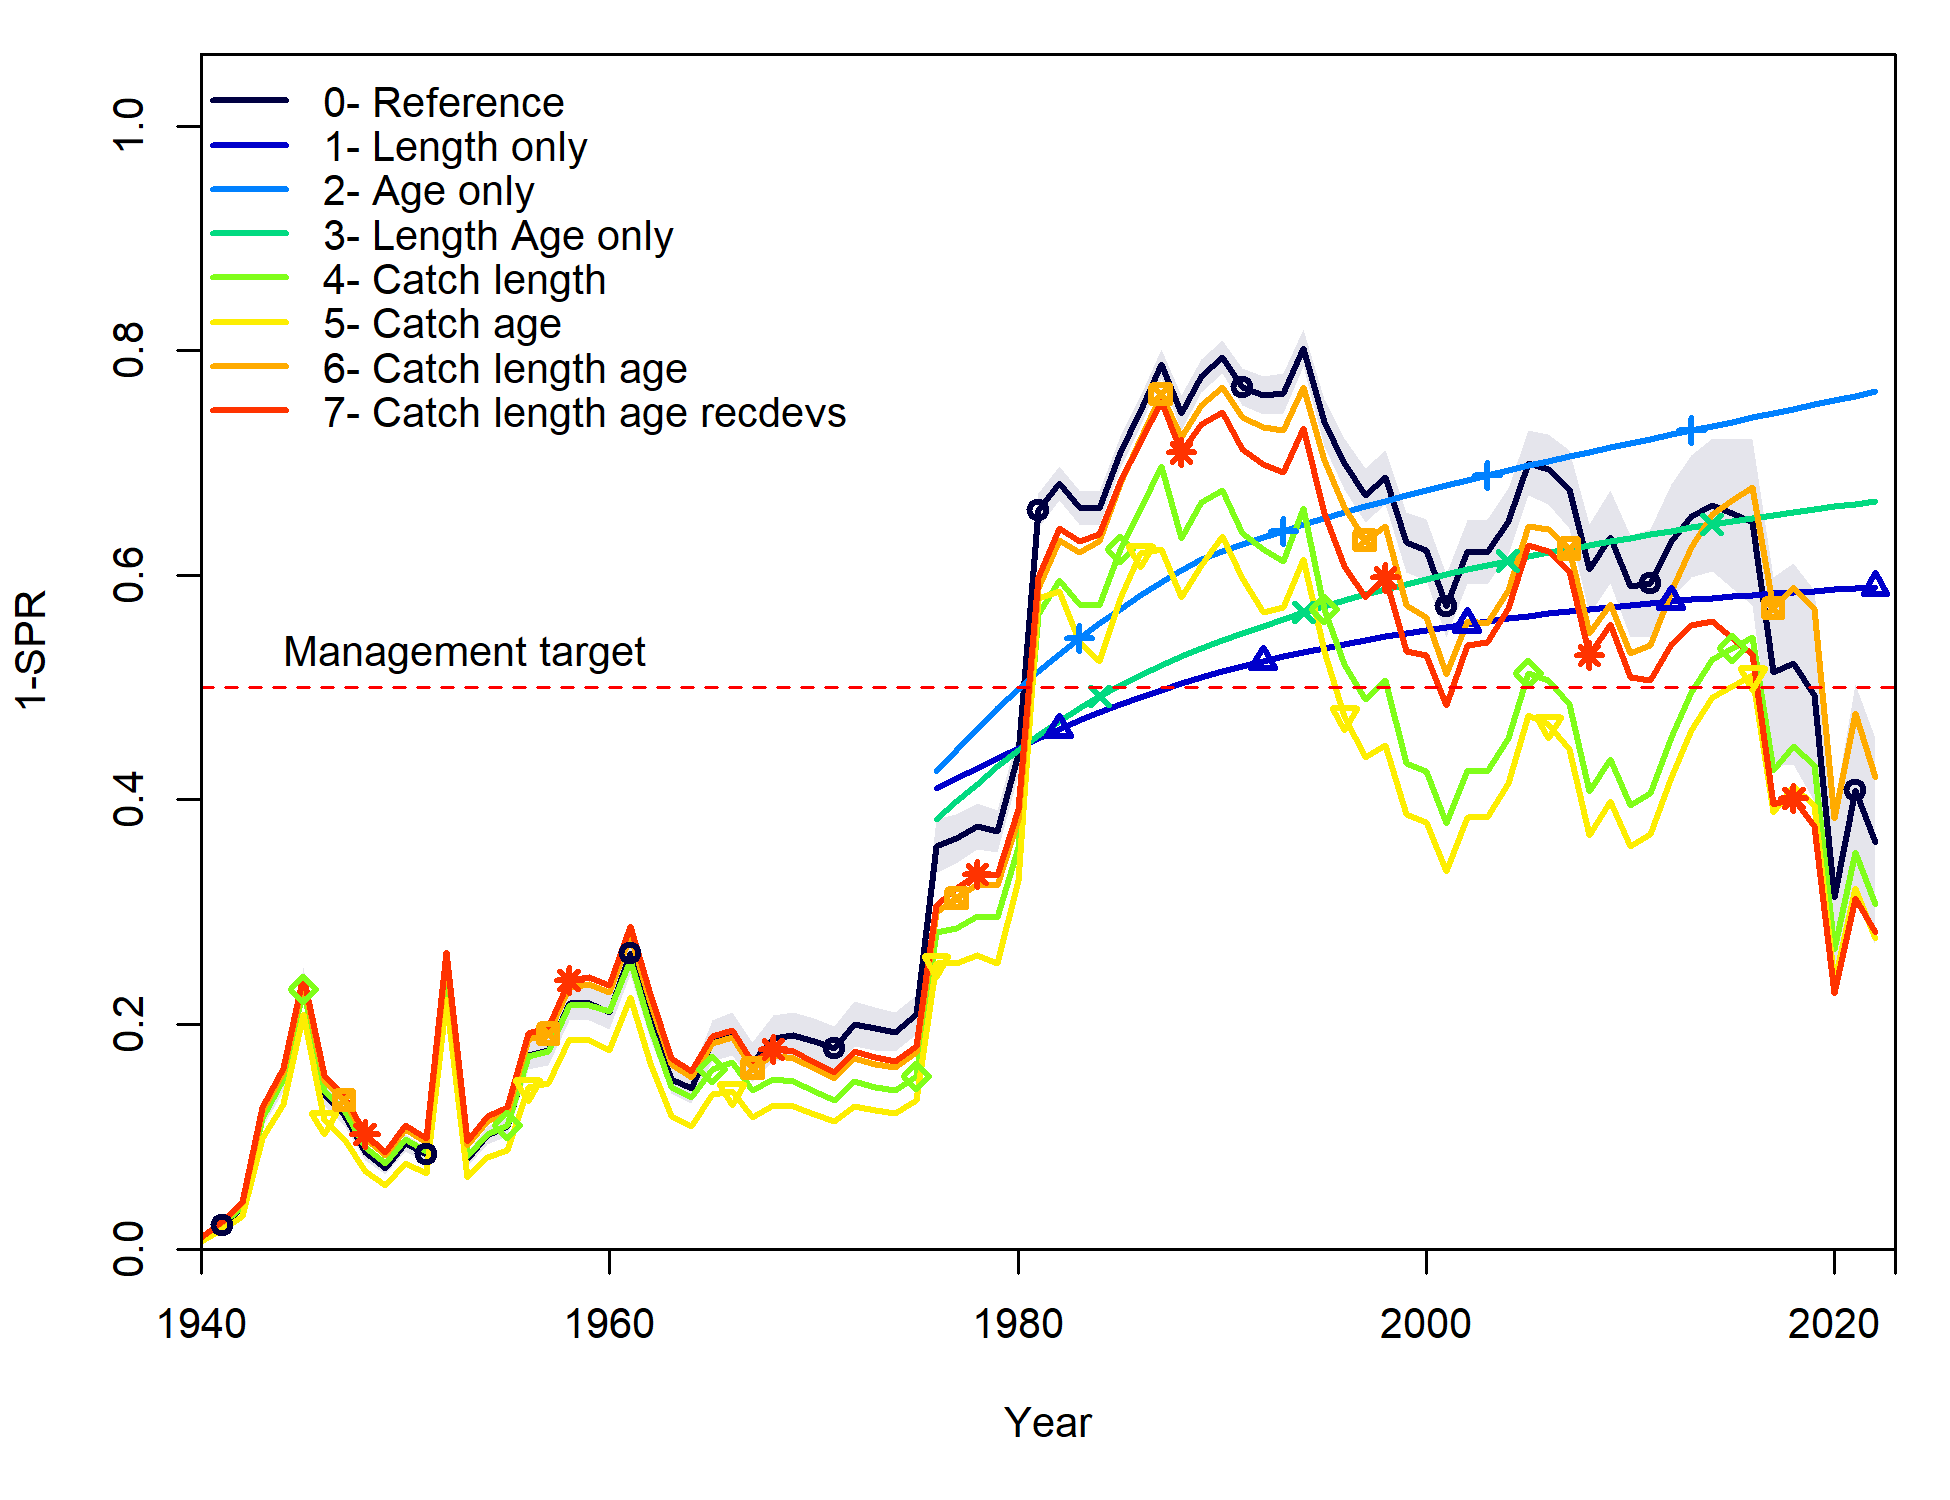 0- Reference
1- Length only
2- Age only
3- Length Age only
4- Catch length
5- Catch age
6- Catch length age
7- Catch length age recdevs
Management target
1-SPR
1.0
0.8
0.6
0.4
0.2
0.0
1940 1960 1980 2000 2020
Year